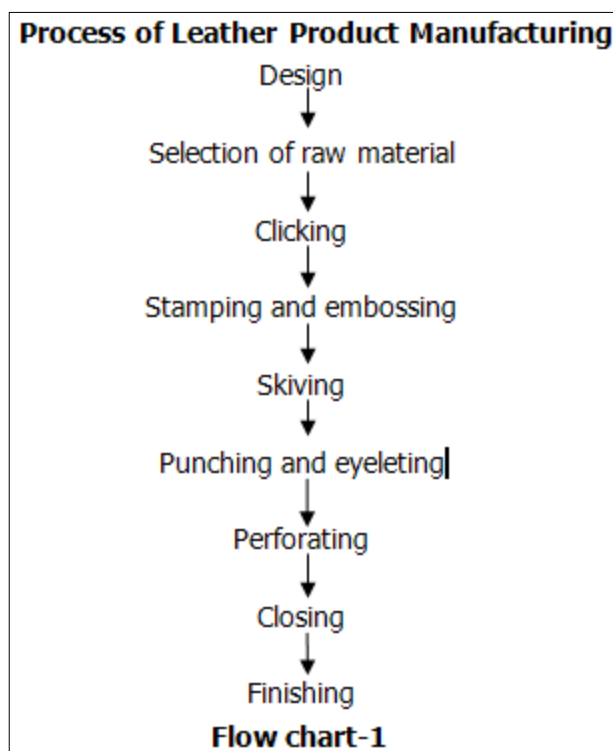 Process of Leather Product Manufacturing
Design
Selection of raw material
Clicking
Stamping and embossing
Skiving
Punching and eyeleting
Perforating
Closing
Finishing
Flow chart-1